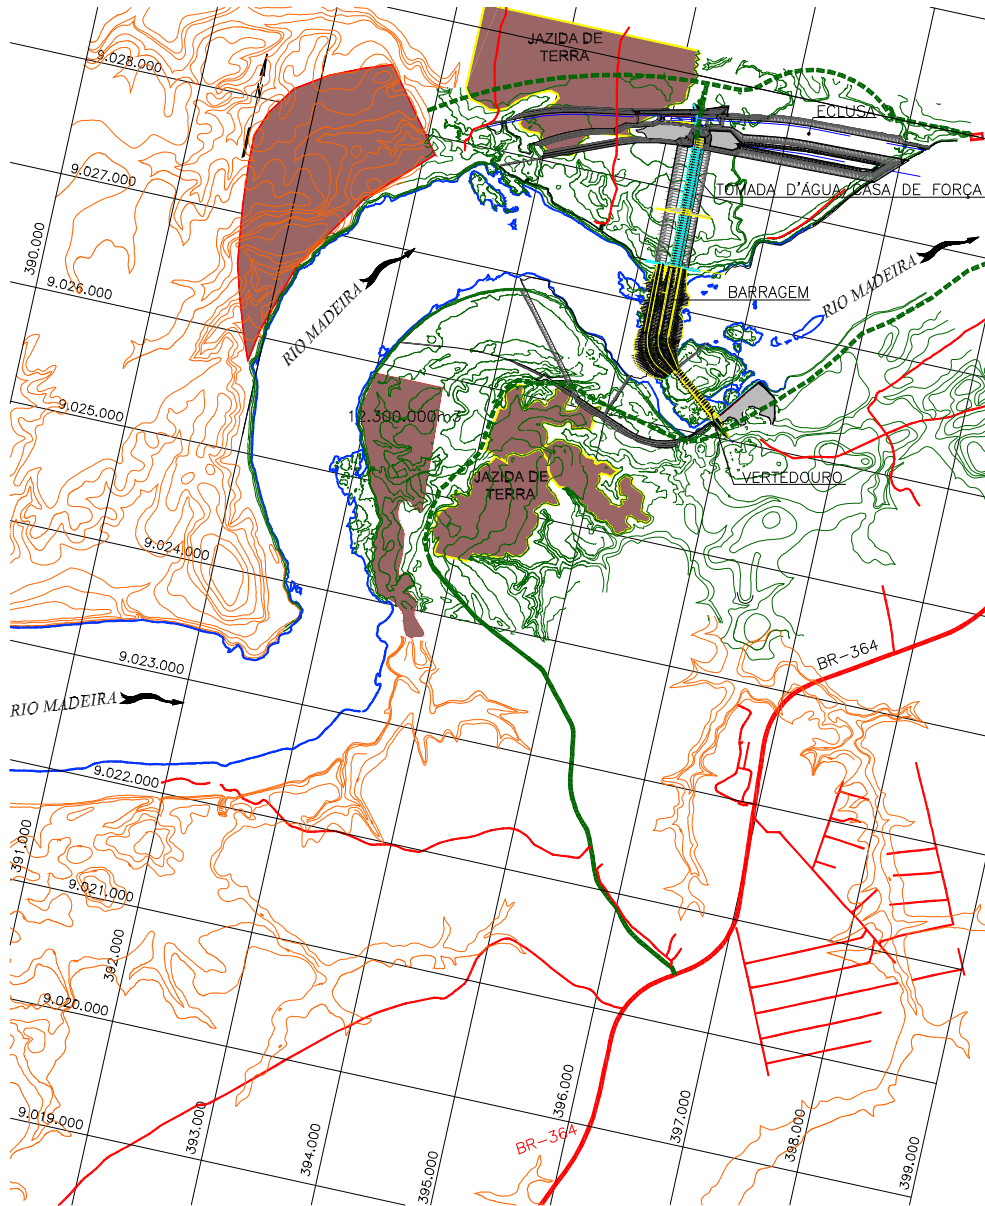 JAZIDA DE
TERRA
9.028.000
ECLUSA
9.027.000
TOMADA D'ÁGUA/CASA DE FORÇA
390.000
9.026.000
RIO MADEIRA
RIO MADEIRA
BARRAGEM
9.025.000
12.300.000m3
JAZIDA DE
TERRA
VERTEDOURO
9.024.000
9.023.000
BR-364
RIO MADEIRA
9.022.000
391.000
9.021.000
392.000
9.020.000
9.019.000
393.000
394.000
395.000
BR-364
396.000
397.000
398.000
399.000